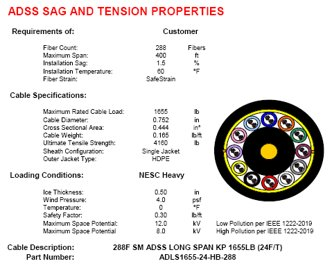 ADSS SAG AND TENSION PROPERTIES
Requirements of: Customer
Fiber Count: 288 Fibers
Maximum Span: 400 ft
Installation Sag: 1.5 %
Installation Temperature: 60 °F
Fiber Strain: SafeStrain
Cable Specifications:
Maximum Rated Cable Load: 1655 lb
Cable Diameter: 0.752 in
Cross Sectional Area: 0.444 in²
Cable Weight: 0.165 lb/ft
Ultimate Tensile Strength: 4160 lb
Sheath Configuration: Single Jacket
Outer Jacket Type: HDPE
Loading Conditions: NESC Heavy
Ice Thickness: 0.50 in
Wind Pressure: 4.0 psf
Temperature: 0 °F
Safety Factor: 0.30 lb/ft
Maximum Space Potential: 12.0 kV Low Pollution per IEEE 1222-2019
Maximum Space Potential: 8.0 kV High Pollution per IEEE 1222-2019
Cable Description: 288F SM ADSS LONG SPAN KP 1655LB (24F/T)
Part Number: ADLS1655-24-HB-288